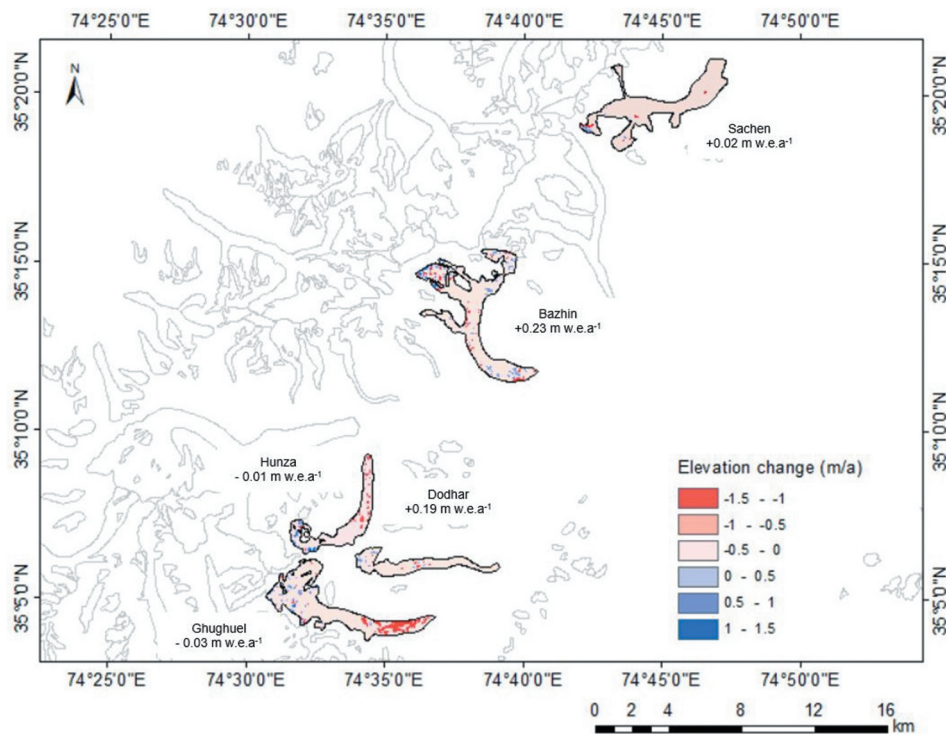 74°25'0"E 74°30'0"E 74°35'0"E 74°40'0"E 74°45'0"E 74°50'0"E
N
35°20'0"N 35°20'0"N
Sachen
+0.02 m w.e.a-1
35°15'0"N 35°15'0"N
Bazhin
+0.23 m w.e.a-1
35°10'0"N 35°10'0"N
Hunza
- 0.01 m w.e.a-1
Dodhar
+0.19 m w.e.a-1
Elevation change (m/a)
-1.5 - -1
-1 - -0.5
-0.5 - 0
0 - 0.5
0.5 - 1
1 - 1.5
35°5'0"N 35°5'0"N
Ghughuel
- 0.03 m w.e.a-1
74°25'0"E 74°30'0"E 74°35'0"E 74°40'0"E 74°45'0"E 74°50'0"E
0 2 4 8 12 16
km